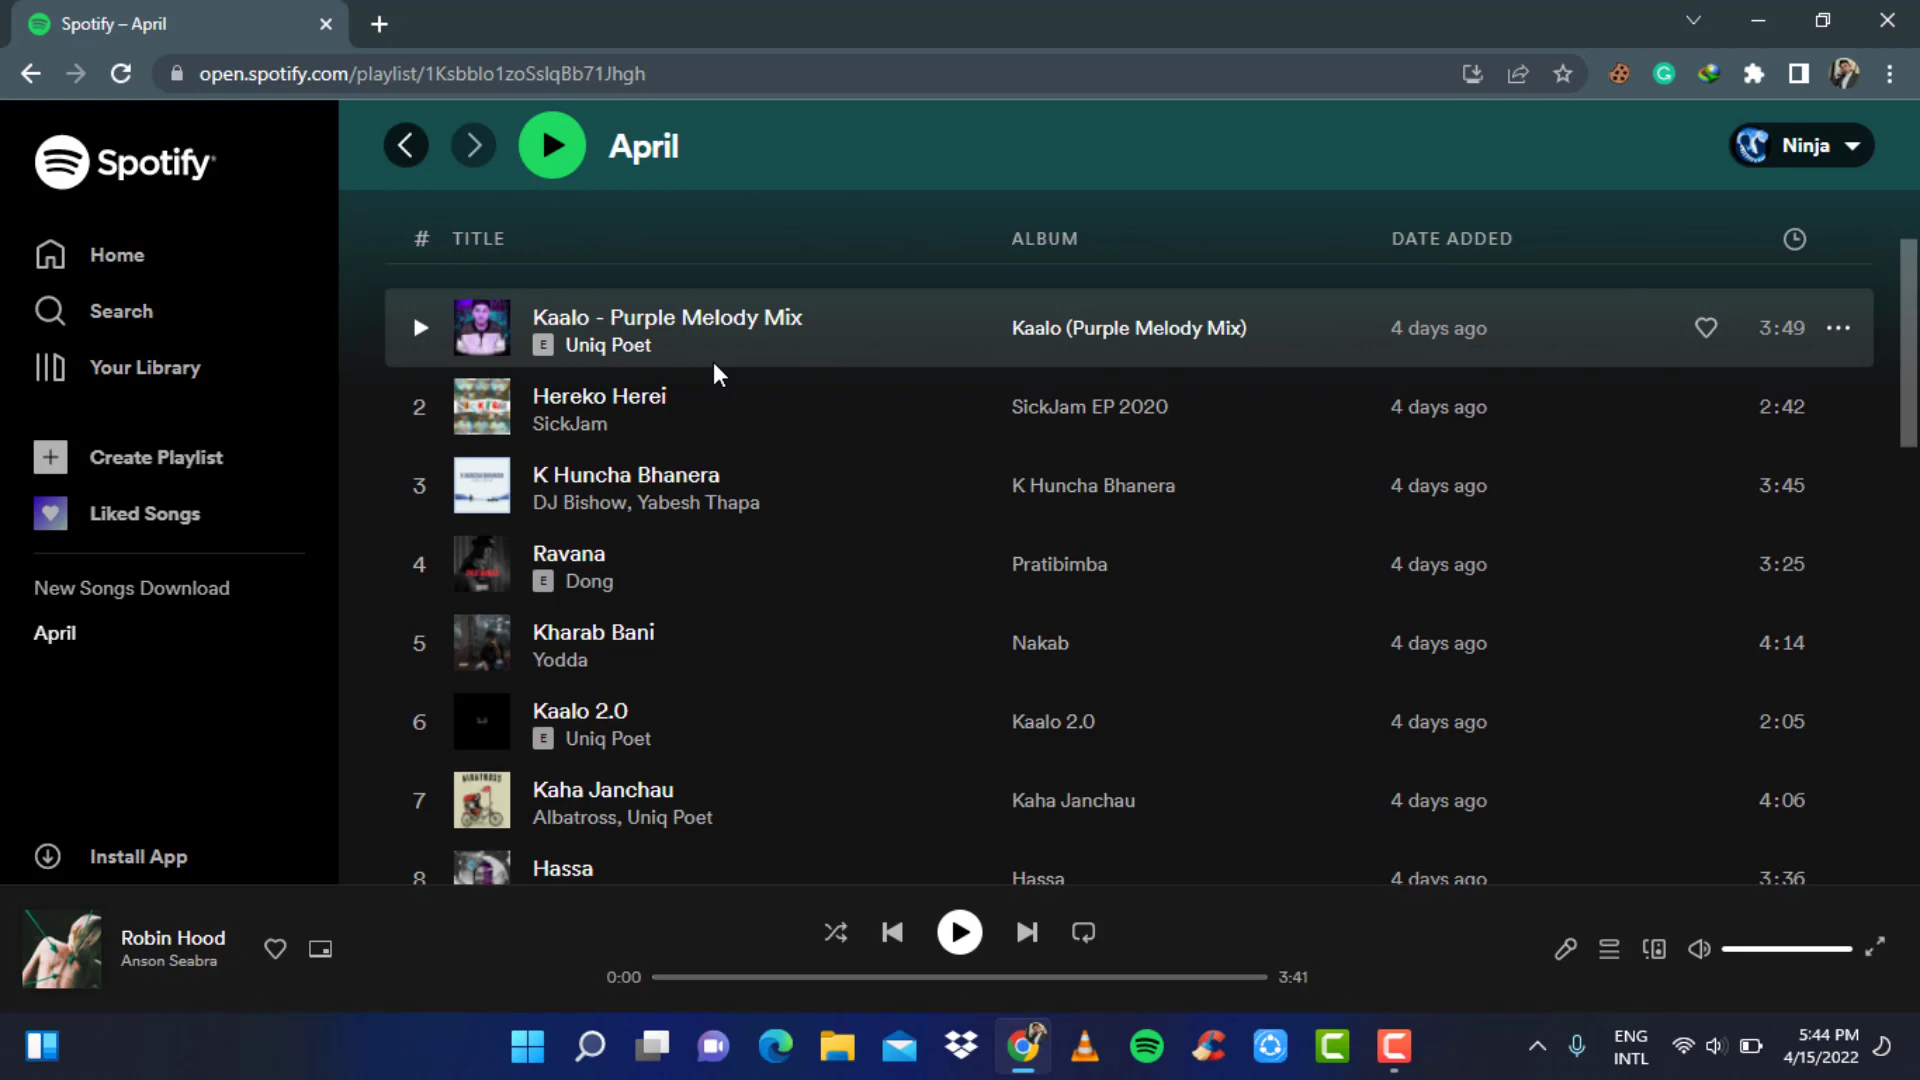 Spotify – April
open.spotify.com/playlist/1Ksbblo1zoSslqBb71Jhgh
Spotify
Home
Search
Your Library
Create Playlist
Liked Songs
New Songs Download
April
Install App
April
Ninja
# TITLE ALBUM DATE ADDED
Kaalo - Purple Melody Mix
E Uniq Poet
Kaalo (Purple Melody Mix) 4 days ago 3:49
2 Hereko Herei
SickJam
SickJam EP 2020 4 days ago 2:42
3 K Huncha Bhanera
DJ Bishow, Yabesh Thapa
K Huncha Bhanera 4 days ago 3:45
4 Ravana
E Dong
Pratibimba 4 days ago 3:25
5 Kharab Bani
Yodda
Nakab 4 days ago 4:14
6 Kaalo 2.0
E Uniq Poet
Kaalo 2.0 4 days ago 2:05
7 Kaha Janchau
Albatross, Uniq Poet
Kaha Janchau 4 days ago 4:06
8 Hassa
Hassa 4 days ago 3:36
Robin Hood
Anson Seabra
0:00 3:41
ENG
INTL
5:44 PM
4/15/2022